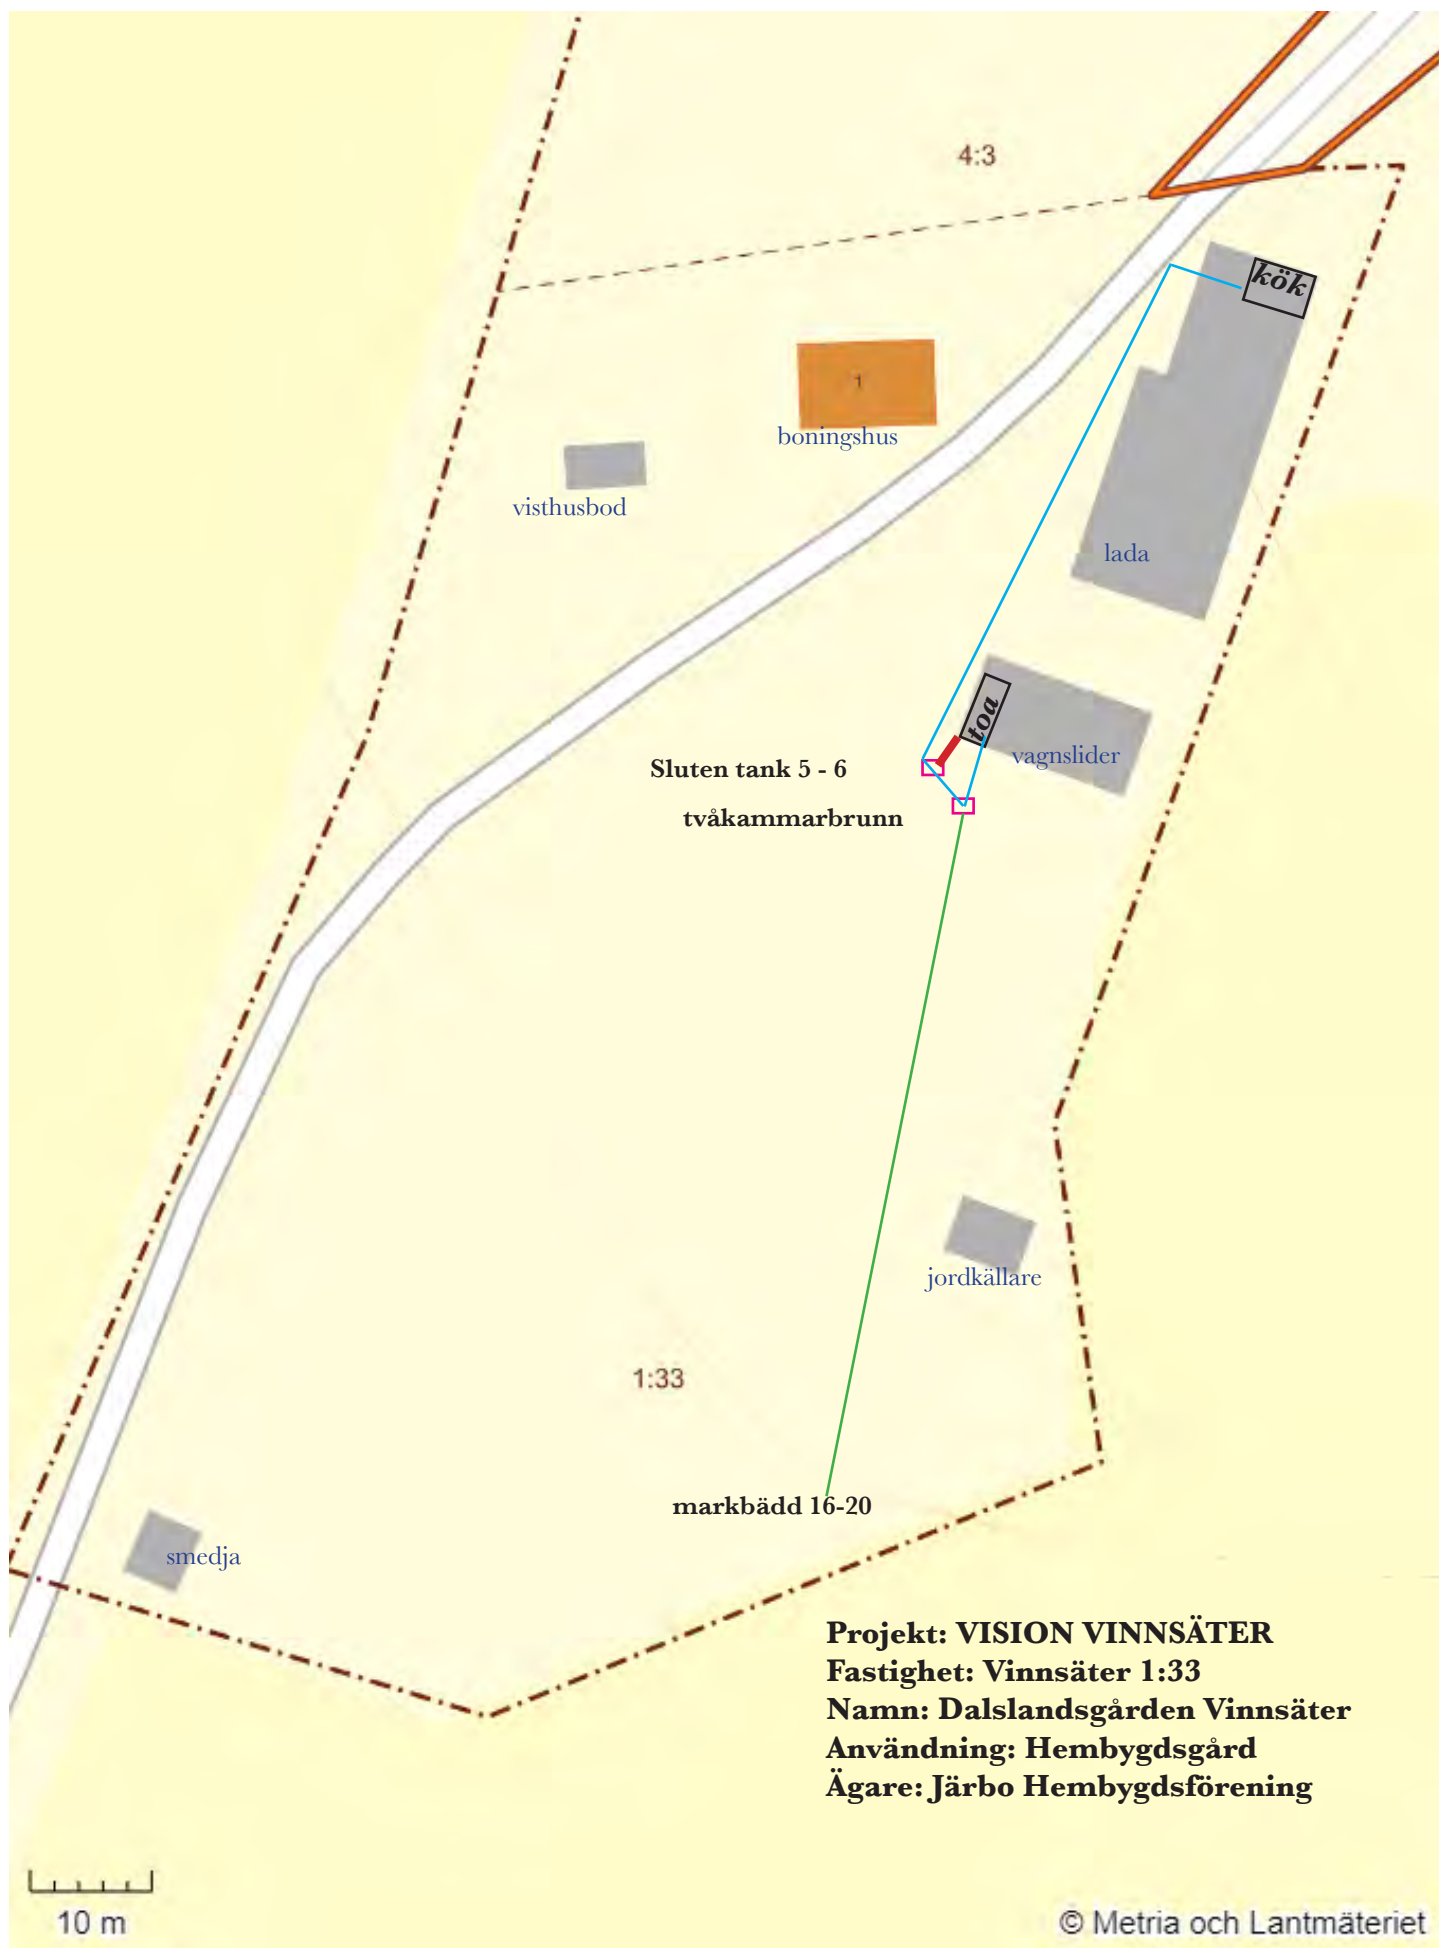 4:3
kök
1
boningshus
visthusbod
lada
toa
vagnslider
Sluten tank 5 - 6
tvåkammarbrunn
jordkällare
1:33
markbädd 16-20
smedja
Projekt: VISION VINNSÄTER
Fastighet: Vinnsäter 1:33
Namn: Dalslandsgården Vinnsäter
Användning: Hembygdsgård
Ägare: Järbo Hembygdsförening
10 m
© Metria och Lantmäteriet